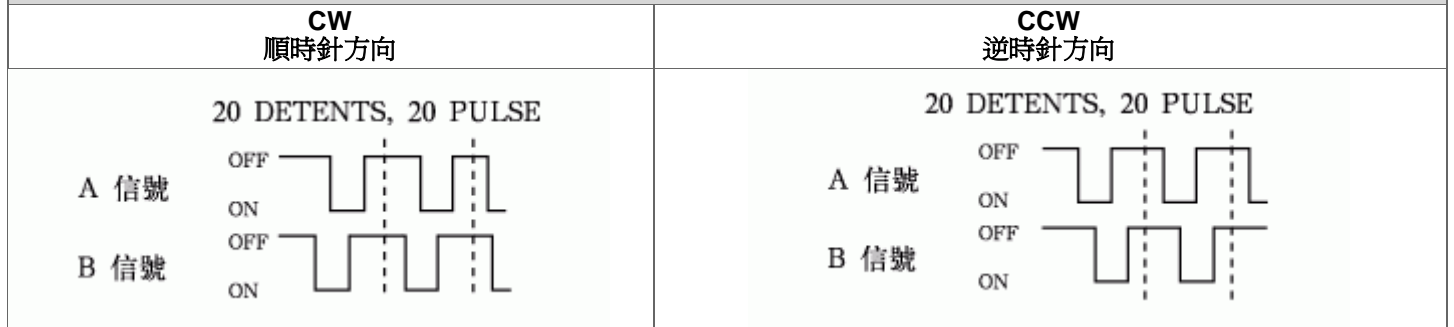 CW
順時針方向
CCW
逆時針方向
20 DETENTS, 20 PULSE
OFF
A 信號
ON
OFF
B 信號
ON
20 DETENTS, 20 PULSE
OFF
A 信號
ON
OFF
B 信號
ON